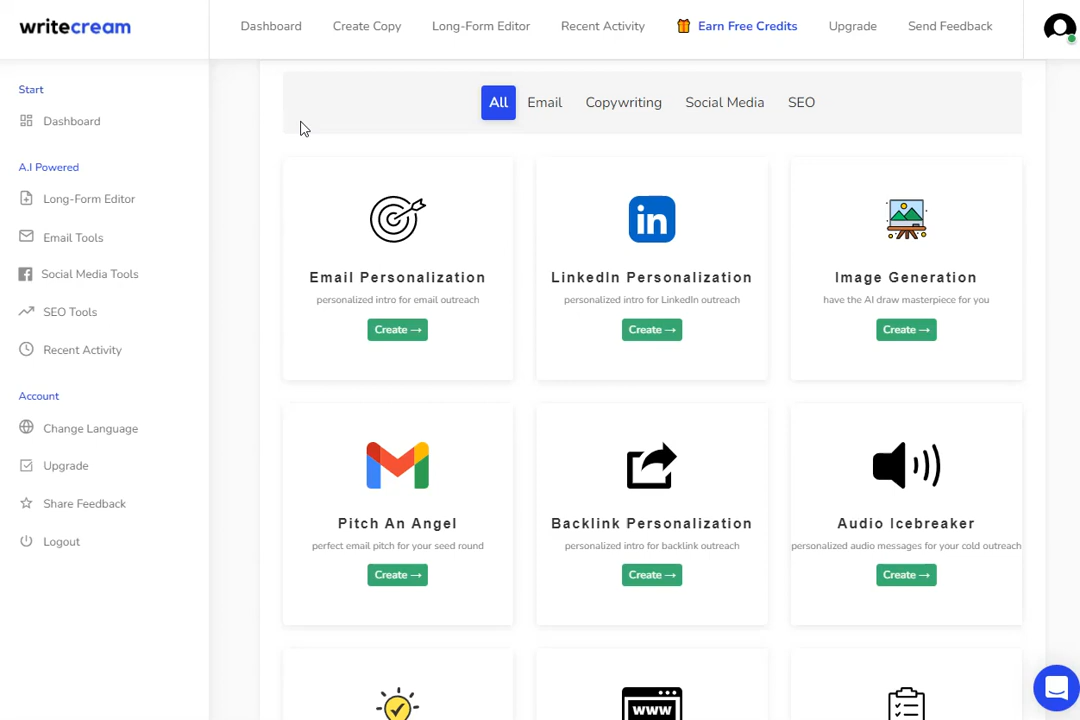 writecream
Dashboard
Create Copy
Long-Form Editor
Recent Activity
Earn Free Credits
Upgrade
Send Feedback
Start
Dashboard
A.I Powered
Long-Form Editor
Email Tools
Social Media Tools
SEO Tools
Recent Activity
Account
Change Language
Upgrade
Share Feedback
Logout
All
Email
Copywriting
Social Media
SEO
Email Personalization
personalized intro for email outreach
Create →
in
LinkedIn Personalization
personalized intro for LinkedIn outreach
Create →
Image Generation
have the AI draw masterpiece for you
Create →
Pitch An Angel
perfect email pitch for your seed round
Create →
Backlink Personalization
personalized intro for backlink outreach
Create →
Audio Icebreaker
personalized audio messages for your cold outreach
Create →
WWW